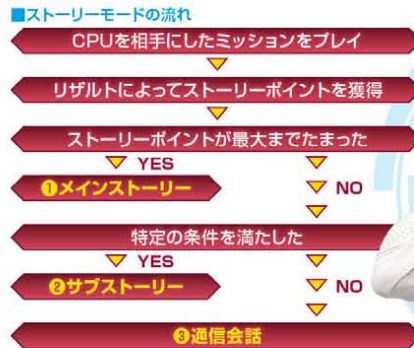 ■ストーリーモードの流れ
CPUを相手にしたミッションをプレイ
リザルトによってストーリーポイントを獲得
ストーリーポイントが最大までたまった
YES
❶メインストーリー
NO
特定の条件を満たした
YES
❷サブストーリー
NO
❸通信会話